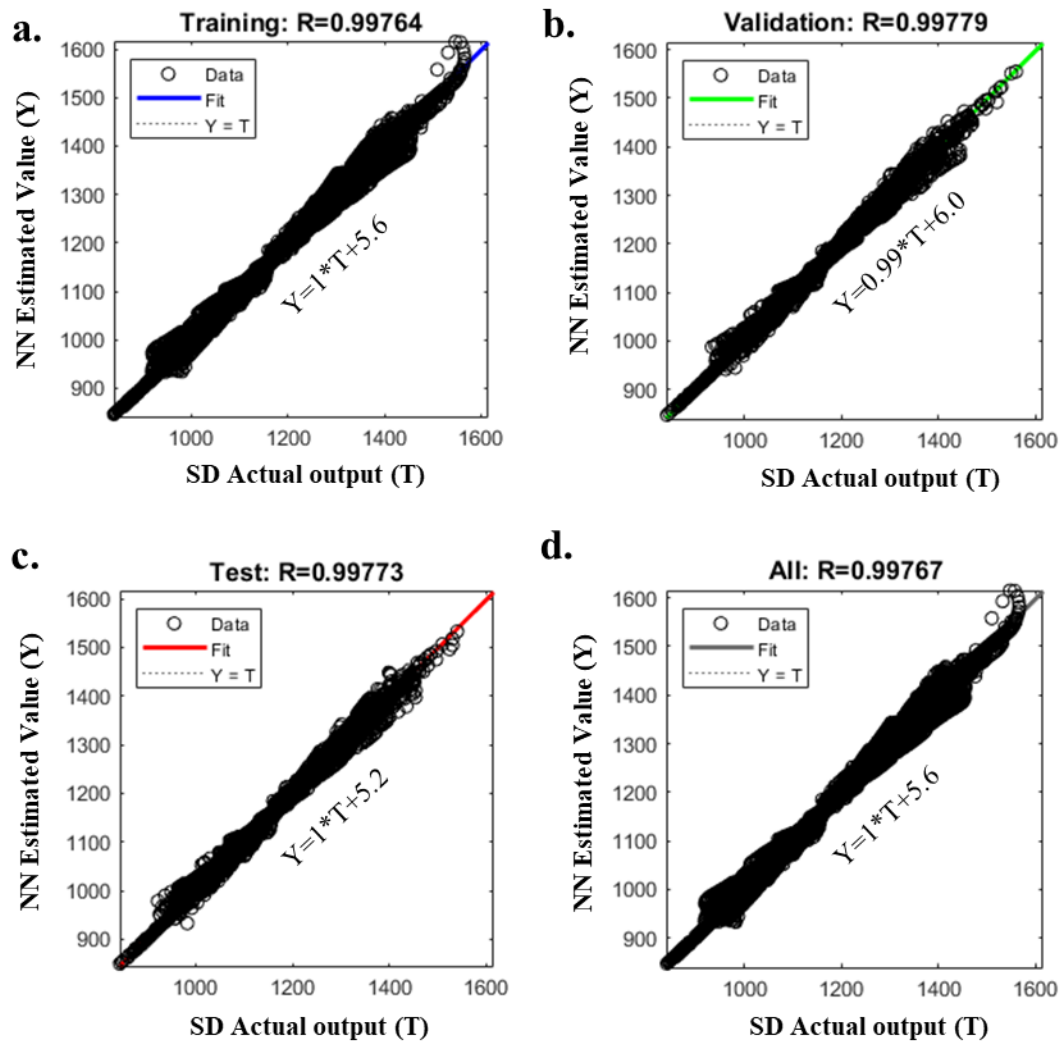 a.
Training: R=0.99764
NN Estimated Value (Y)
1600
1500
1400
1300
1200
1100
1000
900
Data
Fit
Y = T
Y=1*T+5.6
1000 1200 1400 1600
SD Actual output (T)
b.
Validation: R=0.99779
NN Estimated Value (Y)
1600
1500
1400
1300
1200
1100
1000
900
Data
Fit
Y = T
Y=0.99*T+6.0
1000 1200 1400 1600
SD Actual output (T)
c.
Test: R=0.99773
NN Estimated Value (Y)
1600
1500
1400
1300
1200
1100
1000
900
Data
Fit
Y = T
Y=1*T+5.2
1000 1200 1400 1600
SD Actual output (T)
d.
All: R=0.99767
NN Estimated Value (Y)
1600
1500
1400
1300
1200
1100
1000
900
Data
Fit
Y = T
Y=1*T+5.6
1000 1200 1400 1600
SD Actual output (T)